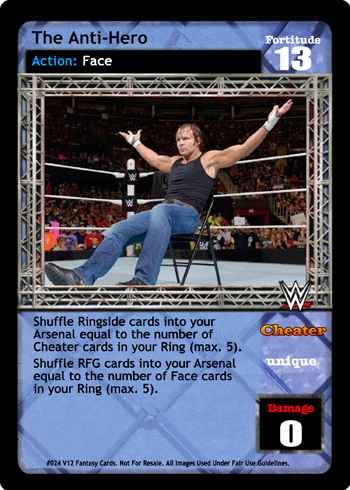 The Anti-Hero
Fortitude
13
Action: Face
W
Cheater
unique
Shuffle Ringside cards into your
Arsenal equal to the number of
Cheater cards in your Ring (max. 5).
Shuffle RFG cards into your Arsenal
equal to the number of Face cards
in your Ring (max. 5).
Damage
0
#024 V12 Fantasy Cards. Not For Resale. All Images Used Under Fair Use Guidelines.